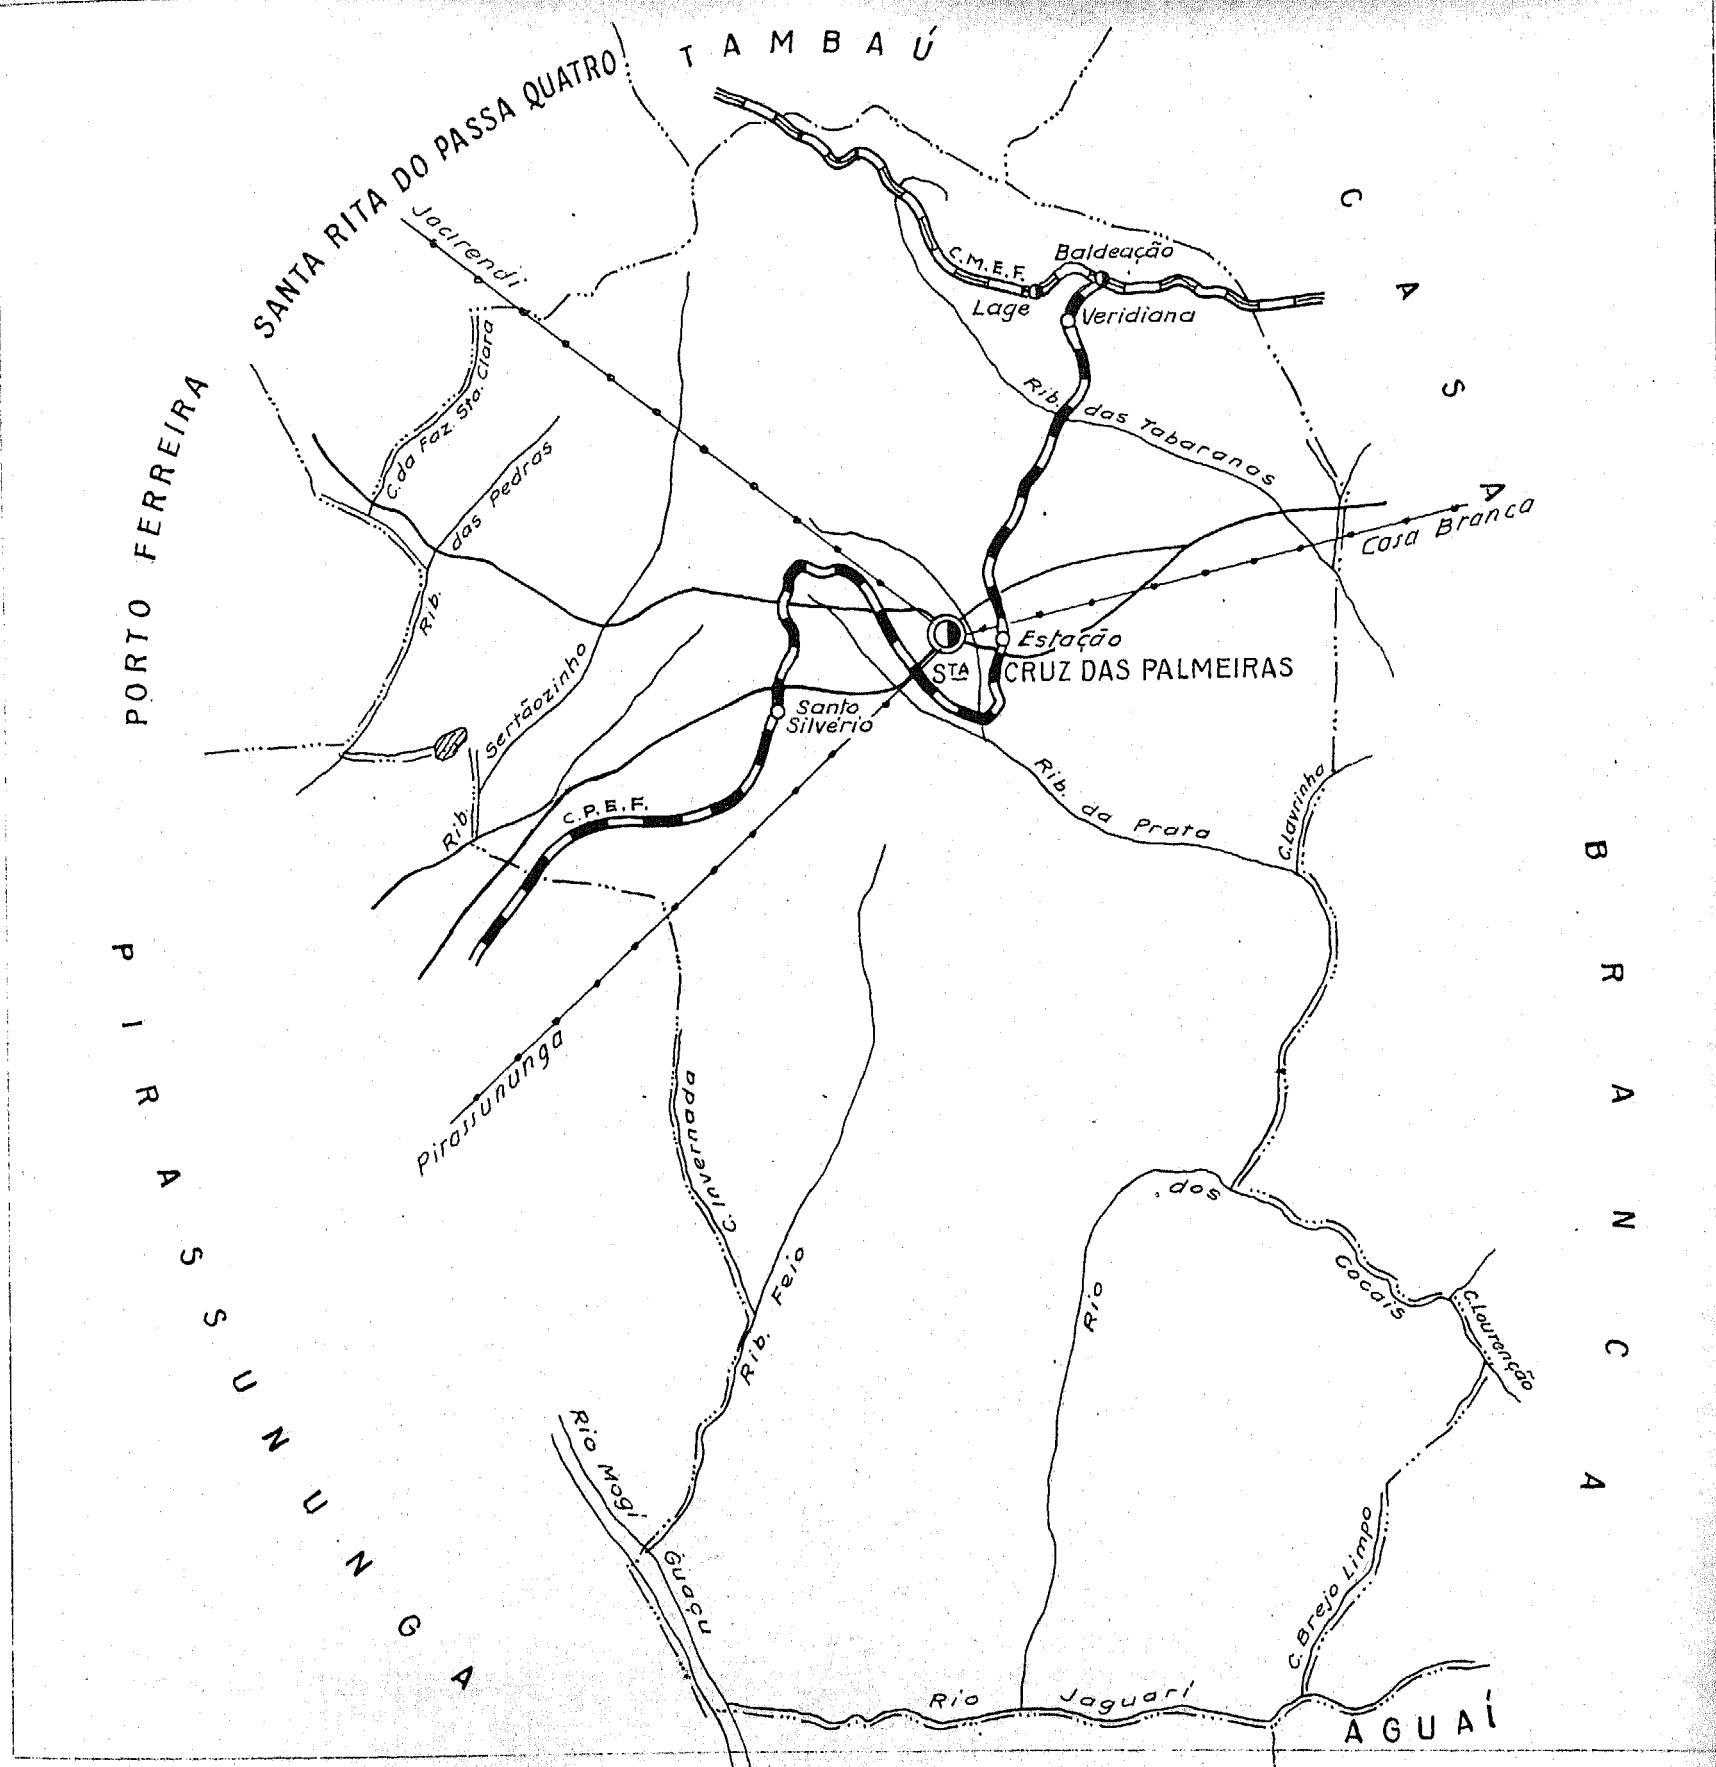 TAMBAÚ
SANTA RITA DO PASSA QUATRO
PORTO FERREIRA
PIRASSUNUNGA
CASA BRANCA
AGUAÍ
Jacirendi
C.M.E.F.
Baldeação
Lage
Veridiana
C. da Faz. Sta. Clara
Rib. das Pedras
Rib. das Tabaranas
Casa Branca
Estação
STA CRUZ DAS PALMEIRAS
Santo
Silvério
Rib. Sertãozinho
C.P.E.F.
Rib. da Prata
C. Lavrinha
Pirassununga
C. Invernada
Rib. Feio
Rio dos Cocais
C. Lourenção
Rio Mogi Guaçu
C. Brejo Limpo
Rio Jaguarí